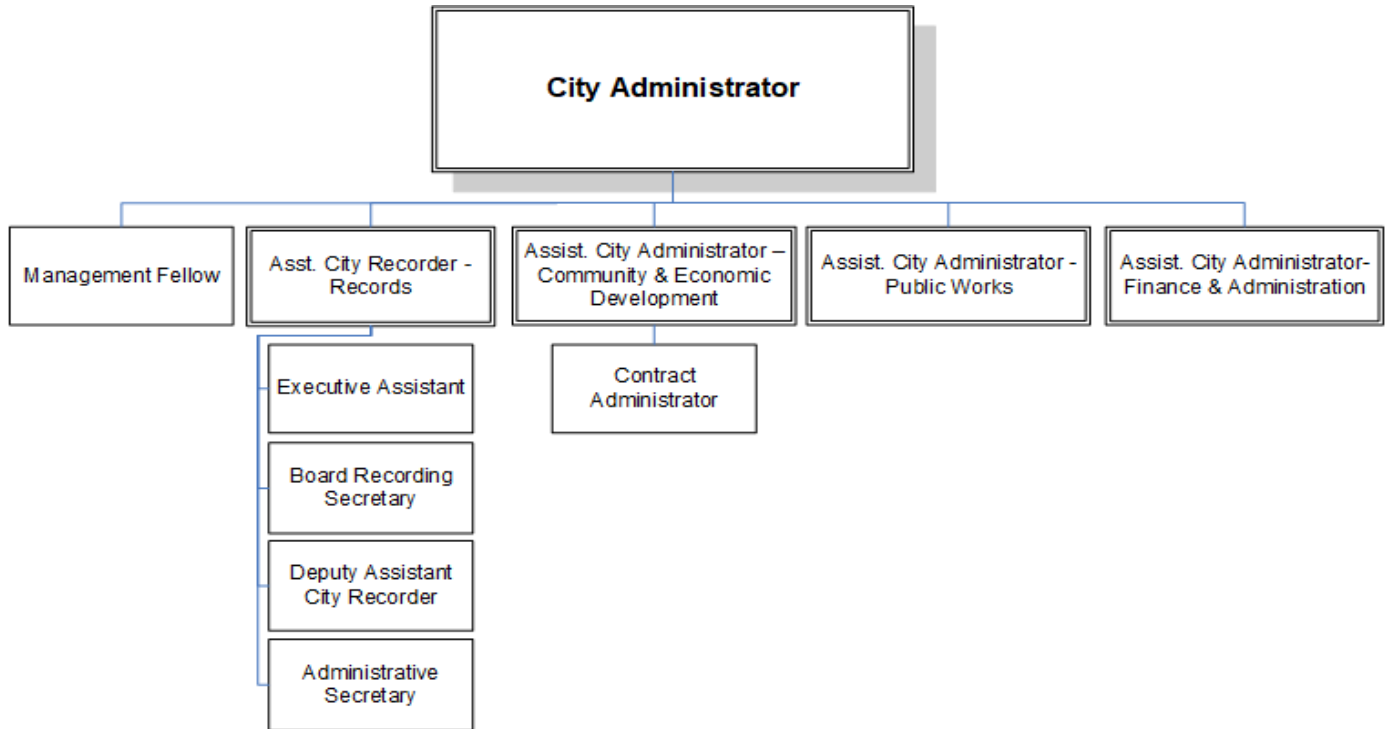 City Administrator
Management Fellow
Asst. City Recorder -
Records
Assist. City Administrator –
Community & Economic
Development
Assist. City Administrator -
Public Works
Assist. City Administrator-
Finance & Administration
Executive Assistant
Contract
Administrator
Board Recording
Secretary
Deputy Assistant
City Recorder
Administrative
Secretary